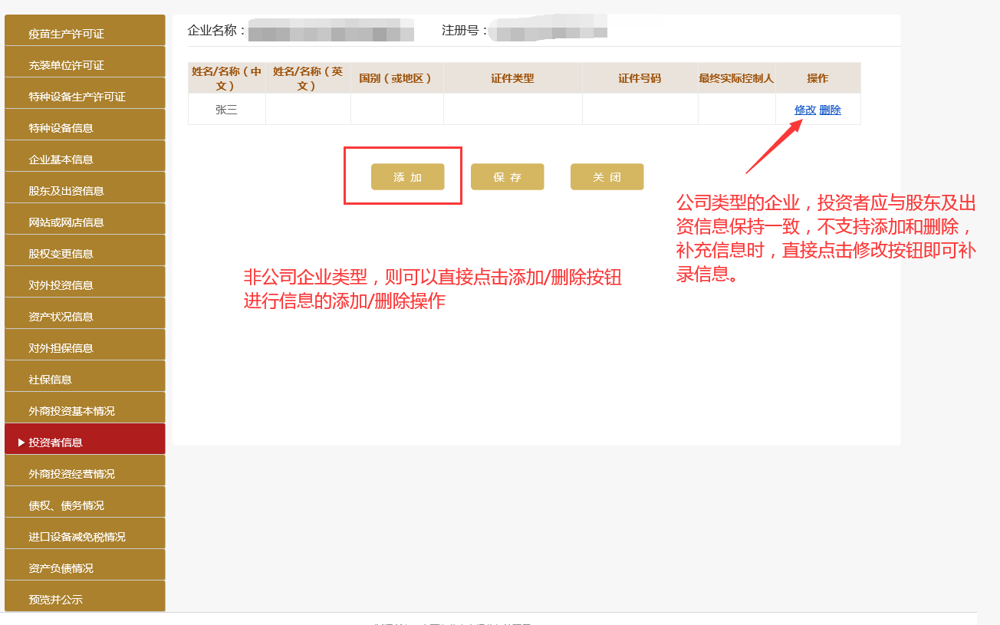 疫苗生产许可证
充装单位许可证
特种设备生产许可证
特种设备信息
企业基本信息
股东及出资信息
网站或网店信息
股权变更信息
对外投资信息
资产状况信息
对外担保信息
社保信息
外商投资基本情况
投资者信息
外商投资经营情况
债权、债务情况
进口设备减免税情况
资产负债情况
预览并公示
企业名称：
注册号：
姓名/名称（中文）
姓名/名称（英文）
国别（或地区）
证件类型
证件号码
最终实际控制人
操作
张三
修改 删除
添 加
保 存
关 闭
公司类型的企业，投资者应与股东及出
资信息保持一致，不支持添加和删除，
补充信息时，直接点击修改按钮即可补
录信息。
非公司企业类型，则可以直接点击添加/删除按钮
进行信息的添加/删除操作